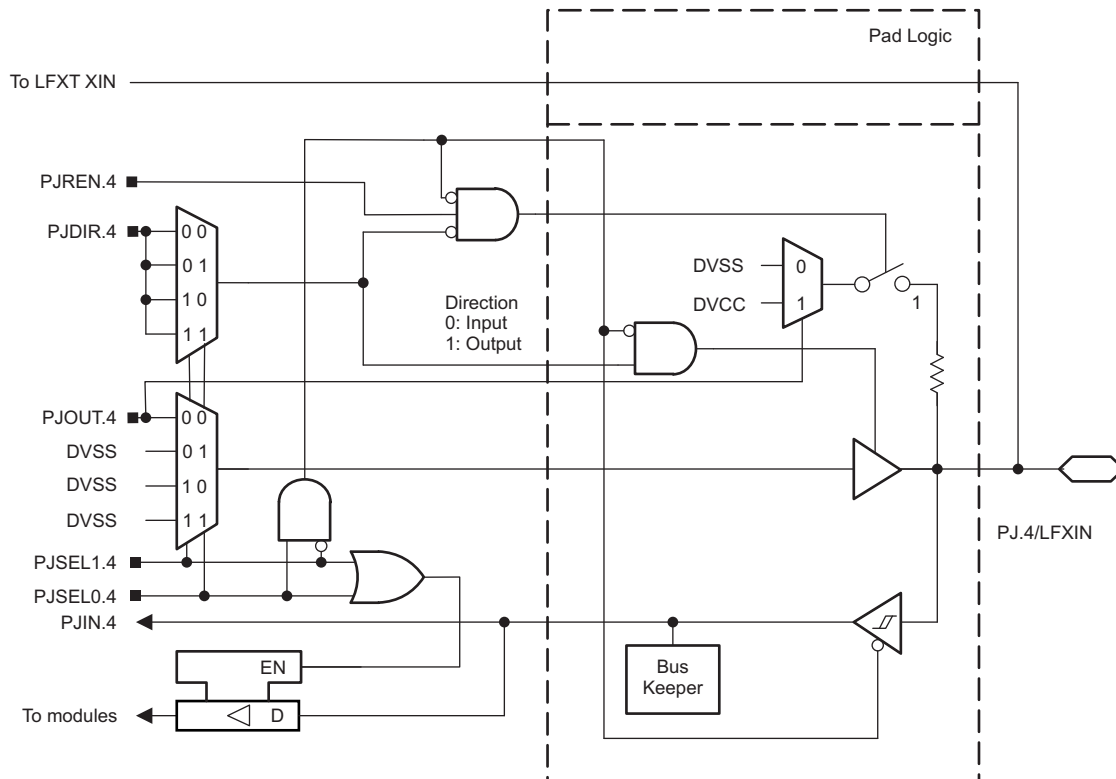 Pad Logic
To LFXT XIN
PJREN.4
PJDIR.4
0 0
0 1
1 0
1 1
Direction
0: Input
1: Output
DVSS
0
DVCC
1
1
PJOUT.4
0 0
DVSS
0 1
DVSS
1 0
DVSS
1 1
PJSEL1.4
PJSEL0.4
PJIN.4
PJ.4/LFXIN
EN
D
To modules
Bus
Keeper